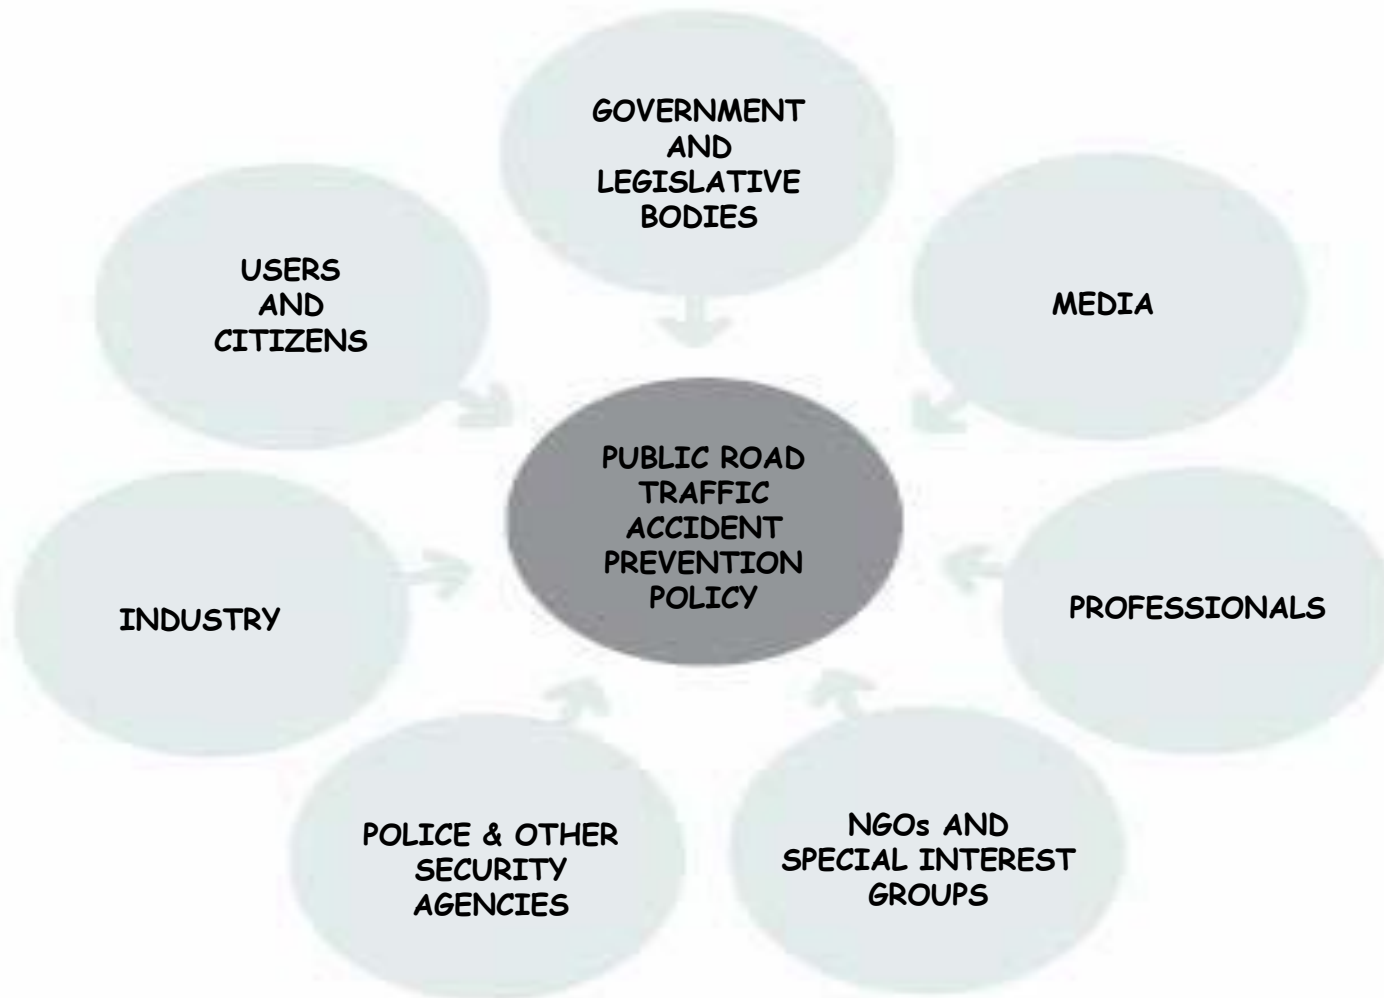 GOVERNMENT
AND
LEGISLATIVE
BODIES
USERS
AND
CITIZENS
MEDIA
PUBLIC ROAD
TRAFFIC
ACCIDENT
PREVENTION
POLICY
INDUSTRY
PROFESSIONALS
POLICE & OTHER
SECURITY
AGENCIES
NGOs AND
SPECIAL INTEREST
GROUPS